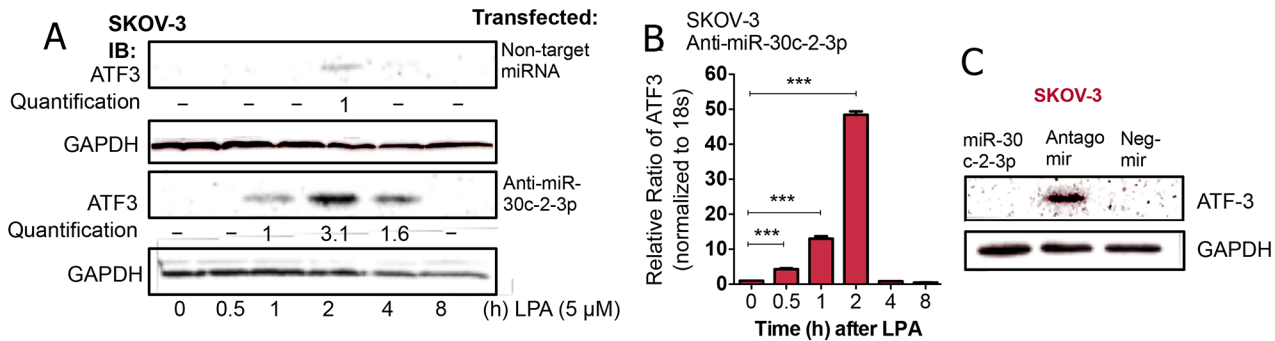 A
SKOV-3
Transfected:
IB:
ATF3
Non-target
miRNA
Quantification
– – – 1 – –
GAPDH
ATF3
Anti-miR-
30c-2-3p
Quantification
– – 1 3.1 1.6 –
GAPDH
0 0.5 1 2 4 8 (h) LPA (5 µM)
B
SKOV-3
Anti-miR-30c-2-3p
Relative Ratio of ATF3
(normalized to 18s)
60
50
40
30
20
10
0
***
***
***
0 0.5 1 2 4 8
Time (h) after LPA
C
SKOV-3
miR-30
c-2-3p
Antago
mir
Neg-
mir
ATF-3
GAPDH